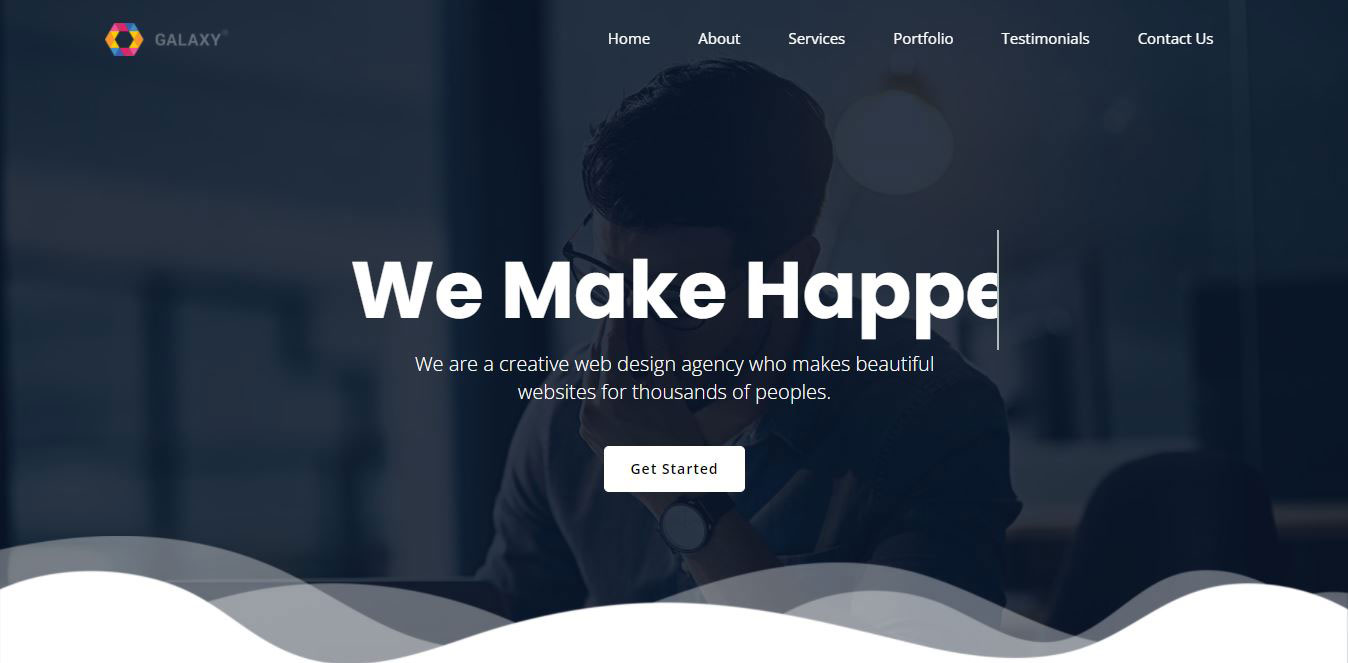 GALAXY
Home About Services Portfolio Testimonials Contact Us
We Make Happe
We are a creative web design agency who makes beautiful
websites for thousands of peoples.
Get Started